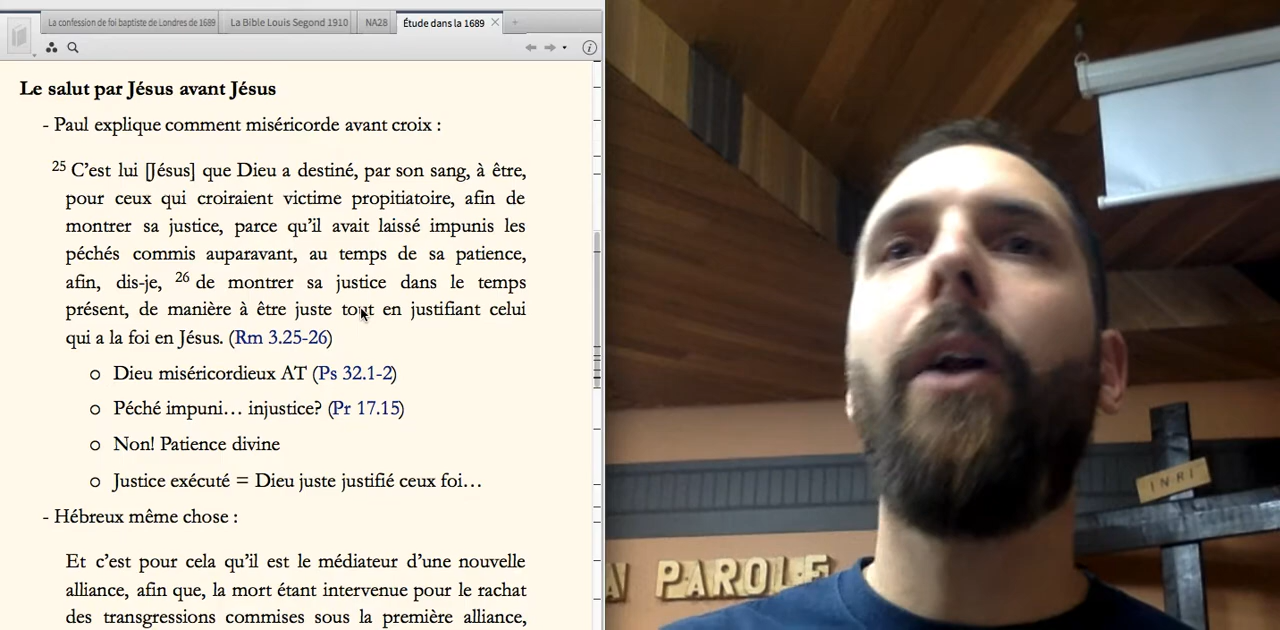 La confession de foi baptiste de Londres de 1689
La Bible Louis Segond 1910
NA28
Étude dans la 1689
Le salut par Jésus avant Jésus
- Paul explique comment miséricorde avant croix :
25 C’est lui [Jésus] que Dieu a destiné, par son sang, à être,
pour ceux qui croiraient victime propitiatoire, afin de
montrer sa justice, parce qu’il avait laissé impunis les
péchés commis auparavant, au temps de sa patience,
afin, dis-je, 26 de montrer sa justice dans le temps
présent, de manière à être juste tout en justifiant celui
qui a la foi en Jésus. (Rm 3.25-26)
o Dieu miséricordieux AT (Ps 32.1-2)
o Péché impuni… injustice? (Pr 17.15)
o Non! Patience divine
o Justice exécuté = Dieu juste justifié ceux foi…
- Hébreux même chose :
Et c’est pour cela qu’il est le médiateur d’une nouvelle
alliance, afin que, la mort étant intervenue pour le rachat
des transgressions commises sous la première alliance,
INRI
PAROLE